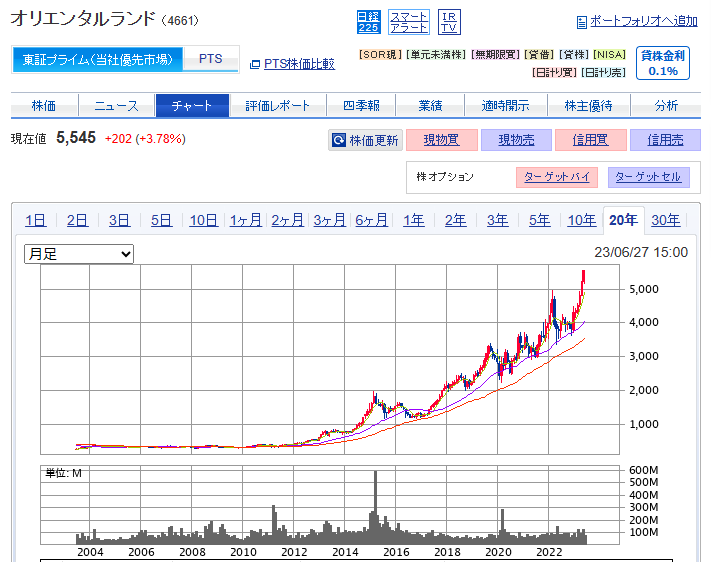 オリエンタルランド（4661）
日経 225 スマート アラート IR TV
ポートフォリオへ追加
東証プライム（当社優先市場） PTS PTS株価比較
[SOR現] [単元未満株] [無期限買] [貸借] [貸株] [NISA]
[日計り買] [日計り売]
貸株金利 0.1%
株価 ニュース チャート 評価レポート 四季報 業績 適時開示 株主優待 分析
現在値 5,545 +202 (+3.78%) 株価更新 現物買 現物売 信用買 信用売
株オプション ターゲットバイ ターゲットセル
1日 2日 3日 5日 10日 1ヶ月 2ヶ月 3ヶ月 6ヶ月 1年 2年 3年 5年 10年 20年 30年
月足 23/06/27 15:00
5,000
4,000
3,000
2,000
1,000
単位: M
600M
500M
400M
300M
200M
100M
2004 2006 2008 2010 2012 2014 2016 2018 2020 2022